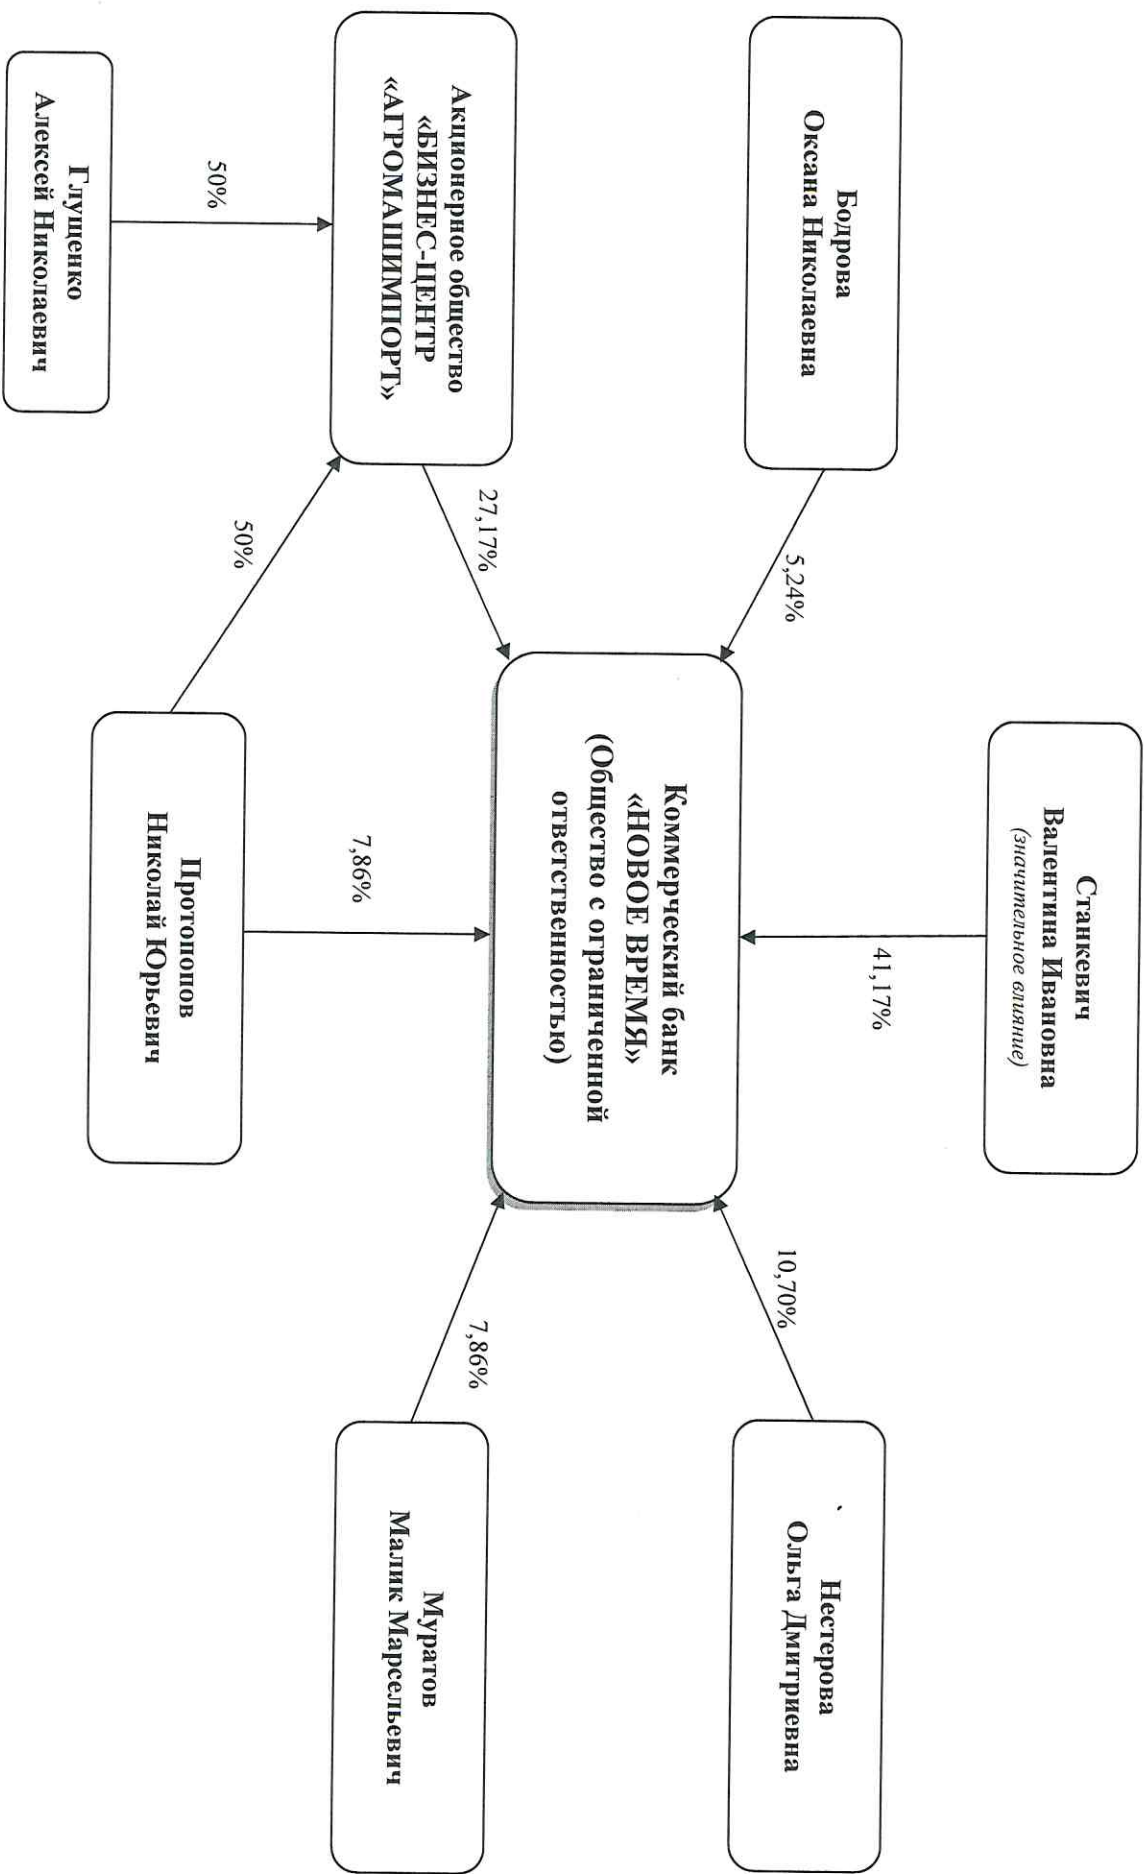 Станкевич
Валентина Ивановна
(значительное влияние)
Бодрова
Оксана Николаевна
Нестерова
Ольга Дмитриевна
5,24%
41,17%
10,70%
Коммерческий банк
«НОВОЕ ВРЕМЯ»
(Общество с ограниченной
ответственностью)
Акционерное общество
«БИЗНЕС-ЦЕНТР
«АГРОМАШИМПОРТ»
27,17%
7,86%
7,86%
Муратов
Малик Марсельевич
50%
50%
Протопопов
Николай Юрьевич
Глущенко
Алексей Николаевич